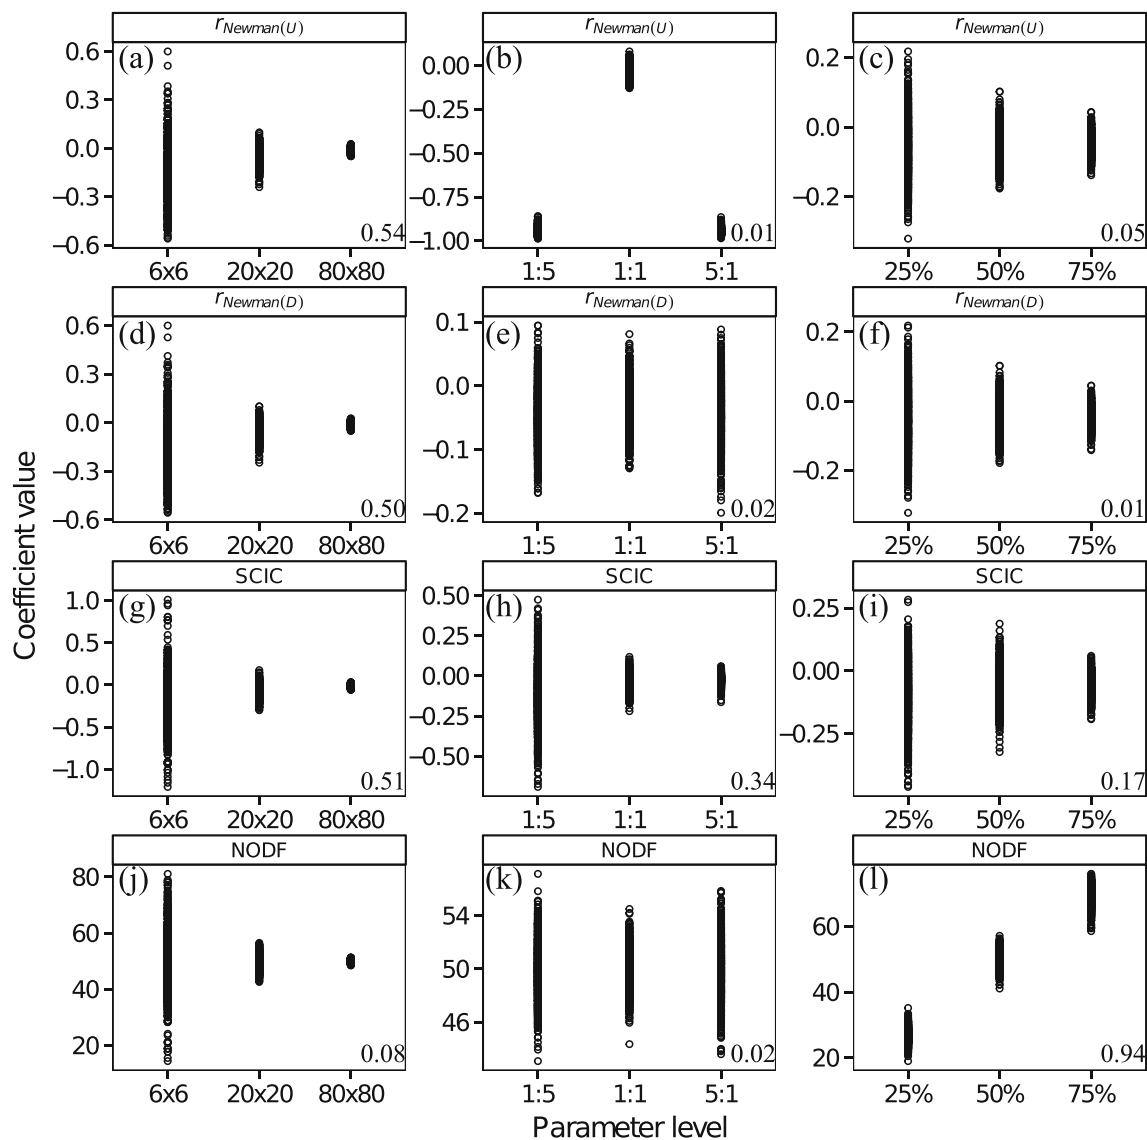 r Newman(U)
(a)
0.6
0.3
0.0
−0.3
−0.6
0.54
6x6 20x20 80x80
r Newman(U)
(b)
0.00
−0.25
−0.50
−0.75
−1.00
0.01
1:5 1:1 5:1
r Newman(U)
(c)
0.2
0.0
−0.2
0.05
25% 50% 75%
r Newman(D)
(d)
0.6
0.3
0.0
−0.3
−0.6
0.50
6x6 20x20 80x80
r Newman(D)
(e)
0.1
0.0
−0.1
−0.2
0.02
1:5 1:1 5:1
r Newman(D)
(f)
0.2
0.0
−0.2
0.01
25% 50% 75%
Coefficient value
SCIC
(g)
1.0
0.5
0.0
−0.5
−1.0
0.51
6x6 20x20 80x80
SCIC
(h)
0.50
0.25
0.00
−0.25
−0.50
0.34
1:5 1:1 5:1
SCIC
(i)
0.25
0.00
−0.25
0.17
25% 50% 75%
NODF
(j)
80
60
40
20
0.08
6x6 20x20 80x80
NODF
(k)
54
50
46
0.02
1:5 1:1 5:1
NODF
(l)
60
40
20
0.94
25% 50% 75%
Parameter level